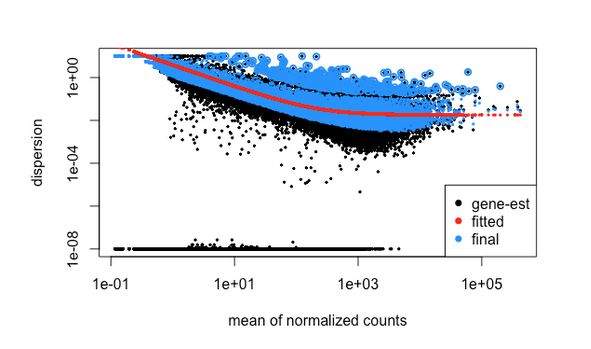 dispersion
1e+00
1e-04
1e-08
gene-est
fitted
final
1e-01
1e+01
1e+03
1e+05
mean of normalized counts